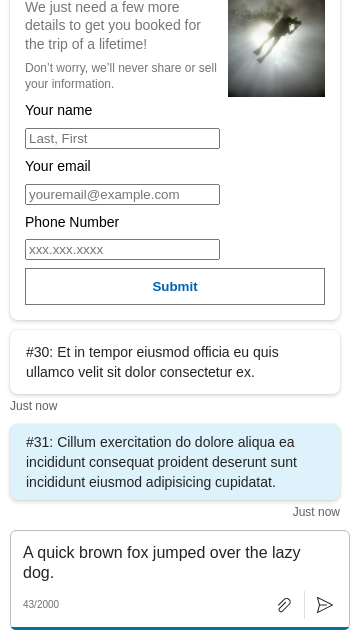 We just need a few more
details to get you booked for
the trip of a lifetime!
Don’t worry, we’ll never share or sell
your information.
Your name
Last, First
Your email
youremail@example.com
Phone Number
xxx.xxx.xxxx
Submit
#30: Et in tempor eiusmod officia eu quis
ullamco velit sit dolor consectetur ex.
Just now
#31: Cillum exercitation do dolore aliqua ea
incididunt consequat proident deserunt sunt
incididunt eiusmod adipisicing cupidatat.
Just now
A quick brown fox jumped over the lazy
dog.
43/2000